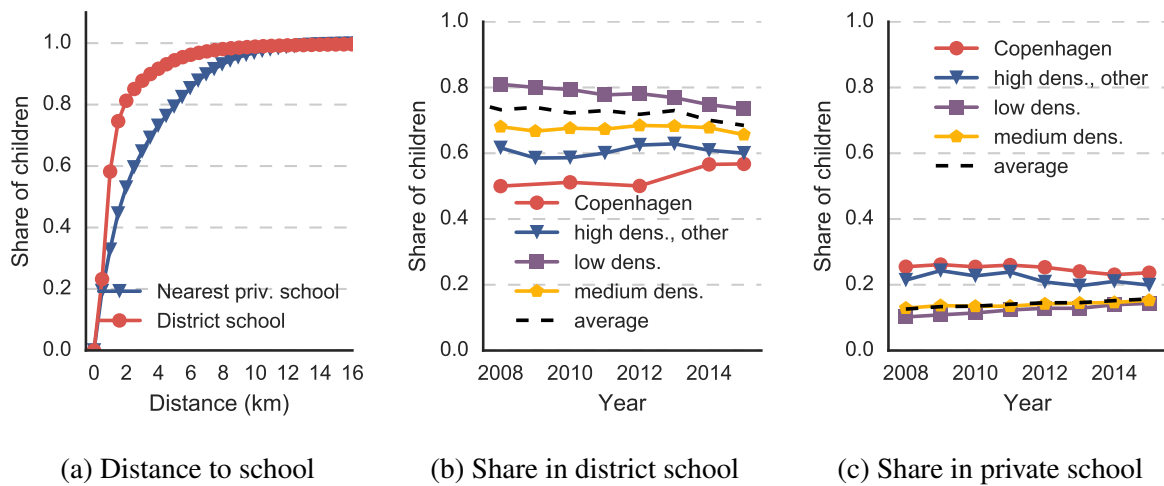 Share of children
1.0
0.8
0.6
0.4
0.2
0.0
Nearest priv. school
District school
0 2 4 6 8 10 12 14 16
Distance (km)
(a) Distance to school
Share of children
1.0
0.8
0.6
0.4
0.2
0.0
Copenhagen
high dens., other
low dens.
medium dens.
average
2008 2010 2012 2014
Year
(b) Share in district school
Share of children
1.0
0.8
0.6
0.4
0.2
0.0
Copenhagen
high dens., other
low dens.
medium dens.
average
2008 2010 2012 2014
Year
(c) Share in private school